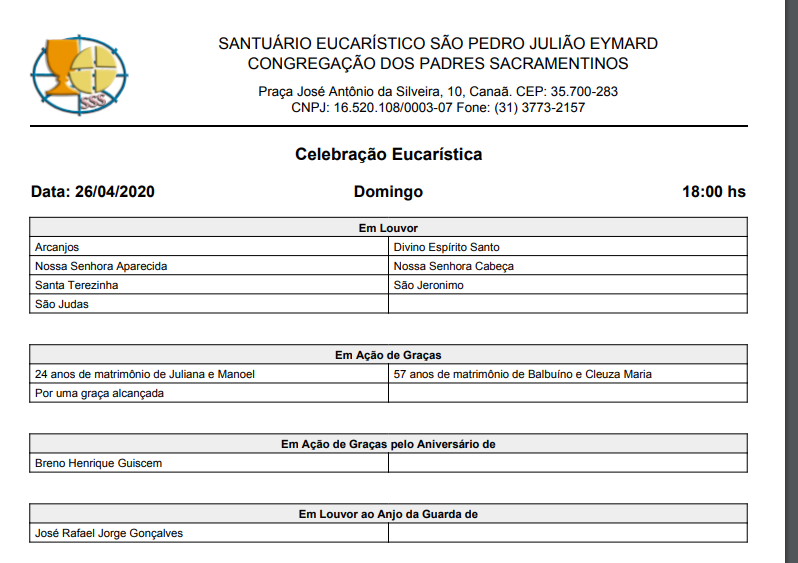 SSS
SANTUÁRIO EUCARÍSTICO SÃO PEDRO JULIÃO EYMARD
CONGREGAÇÃO DOS PADRES SACRAMENTINOS
Praça José Antônio da Silveira, 10, Canaã. CEP: 35.700-283
CNPJ: 16.520.108/0003-07 Fone: (31) 3773-2157
Celebração Eucarística
Data: 26/04/2020 Domingo 18:00 hs
Em Louvor
Arcanjos Divino Espírito Santo
Nossa Senhora Aparecida Nossa Senhora Cabeça
Santa Terezinha São Jeronimo
São Judas
Em Ação de Graças
24 anos de matrimônio de Juliana e Manoel 57 anos de matrimônio de Balbuíno e Cleuza Maria
Por uma graça alcançada
Em Ação de Graças pelo Aniversário de
Breno Henrique Guiscem
Em Louvor ao Anjo da Guarda de
José Rafael Jorge Gonçalves